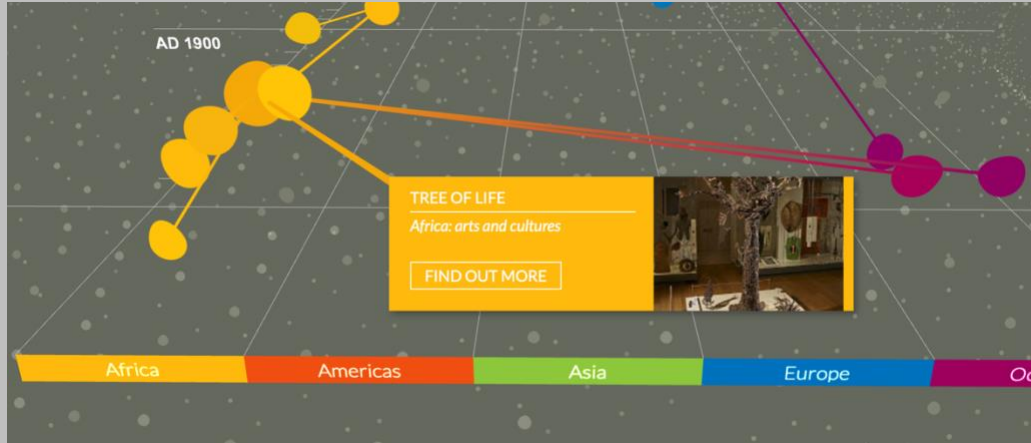 AD 1900
TREE OF LIFE
Africa: arts and cultures
FIND OUT MORE
Africa
Americas
Asia
Europe